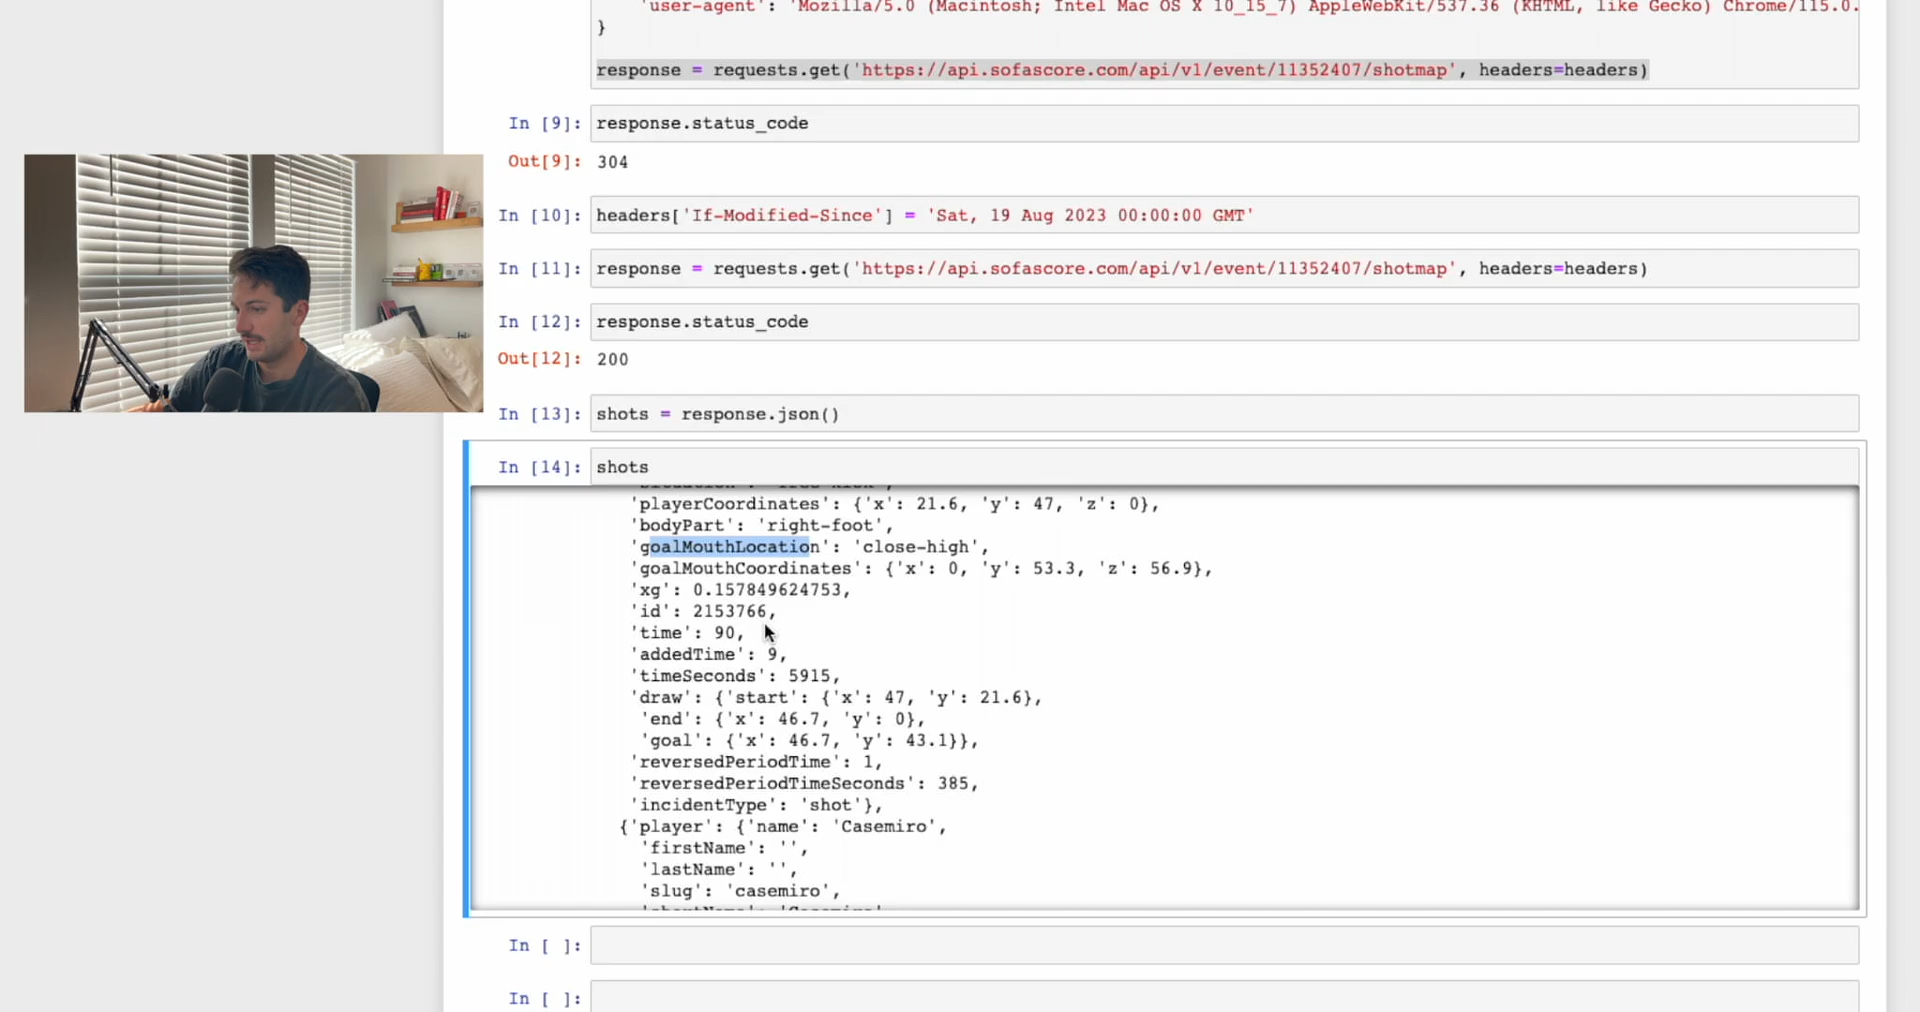 'user-agent': 'Mozilla/5.0 (Macintosh; Intel Mac OS X 10_15_7) AppleWebKit/537.36 (KHTML, like Gecko) Chrome/115.0.
}
response = requests.get('https://api.sofascore.com/api/v1/event/11352407/shotmap', headers=headers)
In [9]: response.status_code
Out[9]: 304
In [10]: headers['If-Modified-Since'] = 'Sat, 19 Aug 2023 00:00:00 GMT'
In [11]: response = requests.get('https://api.sofascore.com/api/v1/event/11352407/shotmap', headers=headers)
In [12]: response.status_code
Out[12]: 200
In [13]: shots = response.json()
In [14]: shots
'playerCoordinates': {'x': 21.6, 'y': 47, 'z': 0},
'bodyPart': 'right-foot',
'goalMouthLocation': 'close-high',
'goalMouthCoordinates': {'x': 0, 'y': 53.3, 'z': 56.9},
'xg': 0.157849624753,
'id': 2153766,
'time': 90,
'addedTime': 9,
'timeSeconds': 5915,
'draw': {'start': {'x': 47, 'y': 21.6},
'end': {'x': 46.7, 'y': 0},
'goal': {'x': 46.7, 'y': 43.1}},
'reversedPeriodTime': 1,
'reversedPeriodTimeSeconds': 385,
'incidentType': 'shot'},
{'player': {'name': 'Casemiro',
'firstName': '',
'lastName': '',
'slug': 'casemiro',
In [ ]:
In [ ]: